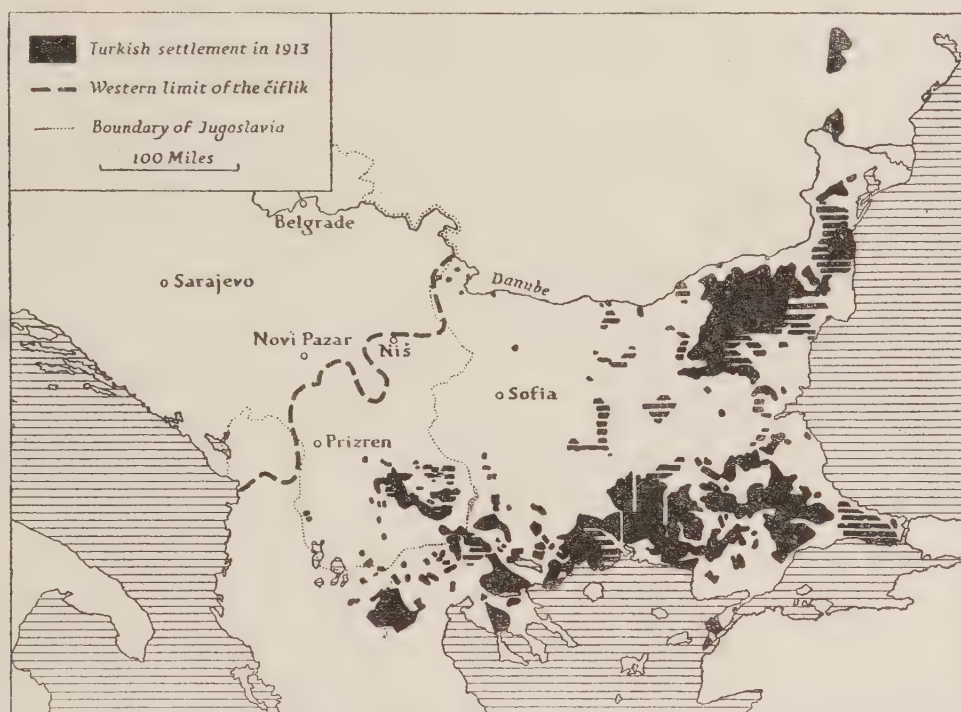 Turkish settlement in 1913
Western limit of the čiflik
Boundary of Jugoslavia
100 Miles
Belgrade
Sarajevo
Danube
Novi Pazar
Niš
Sofia
Prizren